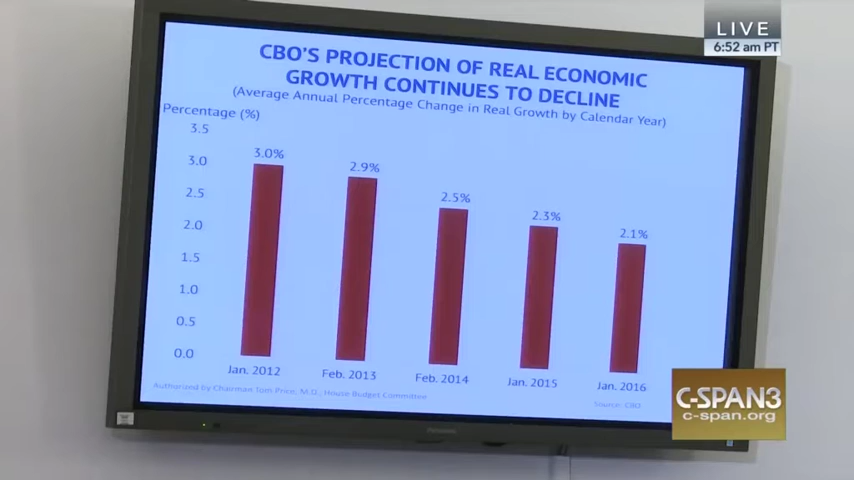 LIVE
6:52 am PT
CBO'S PROJECTION OF REAL ECONOMIC
GROWTH CONTINUES TO DECLINE
(Average Annual Percentage Change in Real Growth by Calendar Year)
Percentage (%)
3.5
3.0
2.5
2.0
1.5
1.0
0.5
0.0
3.0%
2.9%
2.5%
2.3%
2.1%
Jan. 2012
Feb. 2013
Feb. 2014
Jan. 2015
Jan. 2016
Authorized by Chairman Tom Price, M.D., House Budget Committee
Source: CBO
C-SPAN3
c-span.org